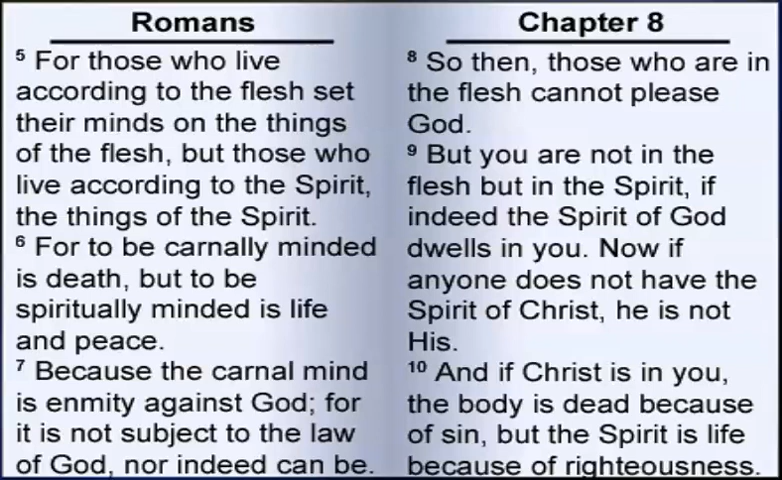 Romans
⁵ For those who live
according to the flesh set
their minds on the things
of the flesh, but those who
live according to the Spirit,
the things of the Spirit.
⁶ For to be carnally minded
is death, but to be
spiritually minded is life
and peace.
⁷ Because the carnal mind
is enmity against God; for
it is not subject to the law
of God, nor indeed can be.
Chapter 8
⁸ So then, those who are in
the flesh cannot please
God.
⁹ But you are not in the
flesh but in the Spirit, if
indeed the Spirit of God
dwells in you. Now if
anyone does not have the
Spirit of Christ, he is not
His.
¹⁰ And if Christ is in you,
the body is dead because
of sin, but the Spirit is life
because of righteousness.